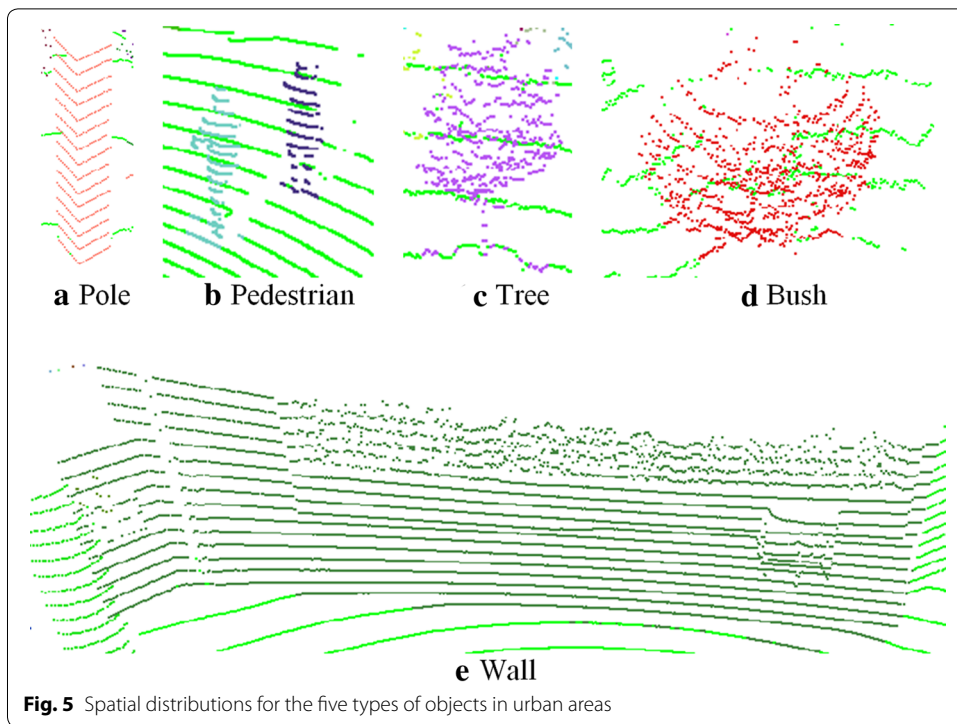 a Pole
b Pedestrian
c Tree
d Bush
e Wall
Fig. 5 Spatial distributions for the five types of objects in urban areas